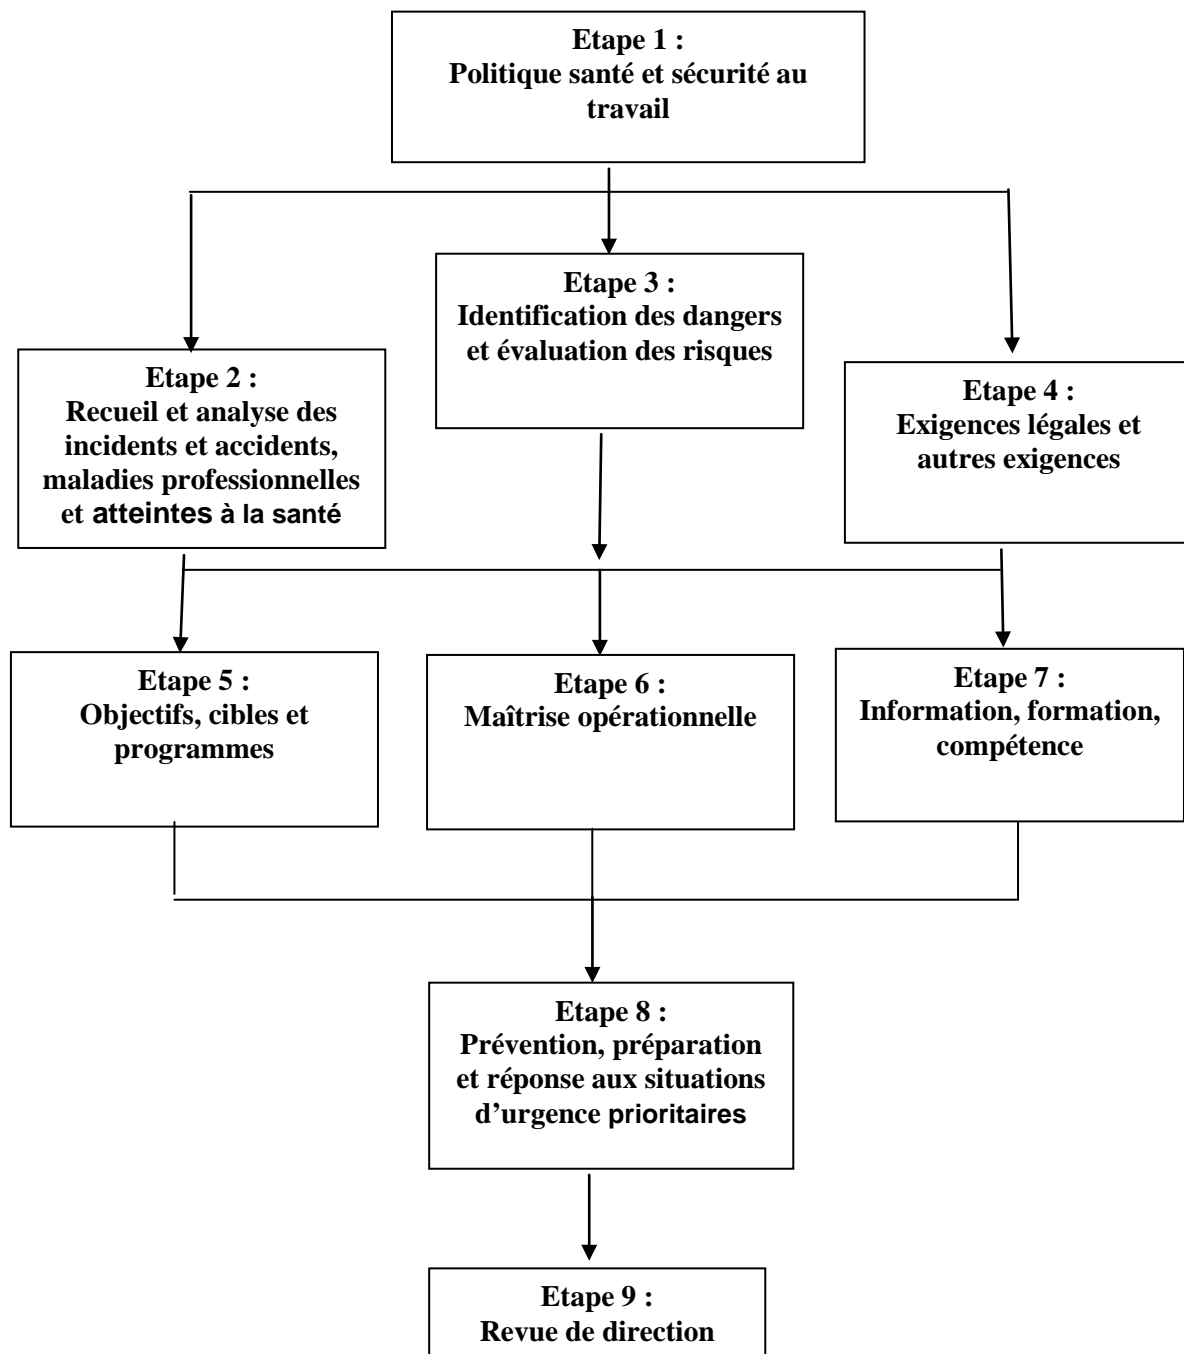 Etape 1 :
Politique santé et sécurité au
travail
Etape 3 :
Identification des dangers
et évaluation des risques
Etape 2 :
Recueil et analyse des
incidents et accidents,
maladies professionnelles
et atteintes à la santé
Etape 4 :
Exigences légales et
autres exigences
Etape 5 :
Objectifs, cibles et
programmes
Etape 6 :
Maîtrise opérationnelle
Etape 7 :
Information, formation,
compétence
Etape 8 :
Prévention, préparation
et réponse aux situations
d’urgence prioritaires
Etape 9 :
Revue de direction